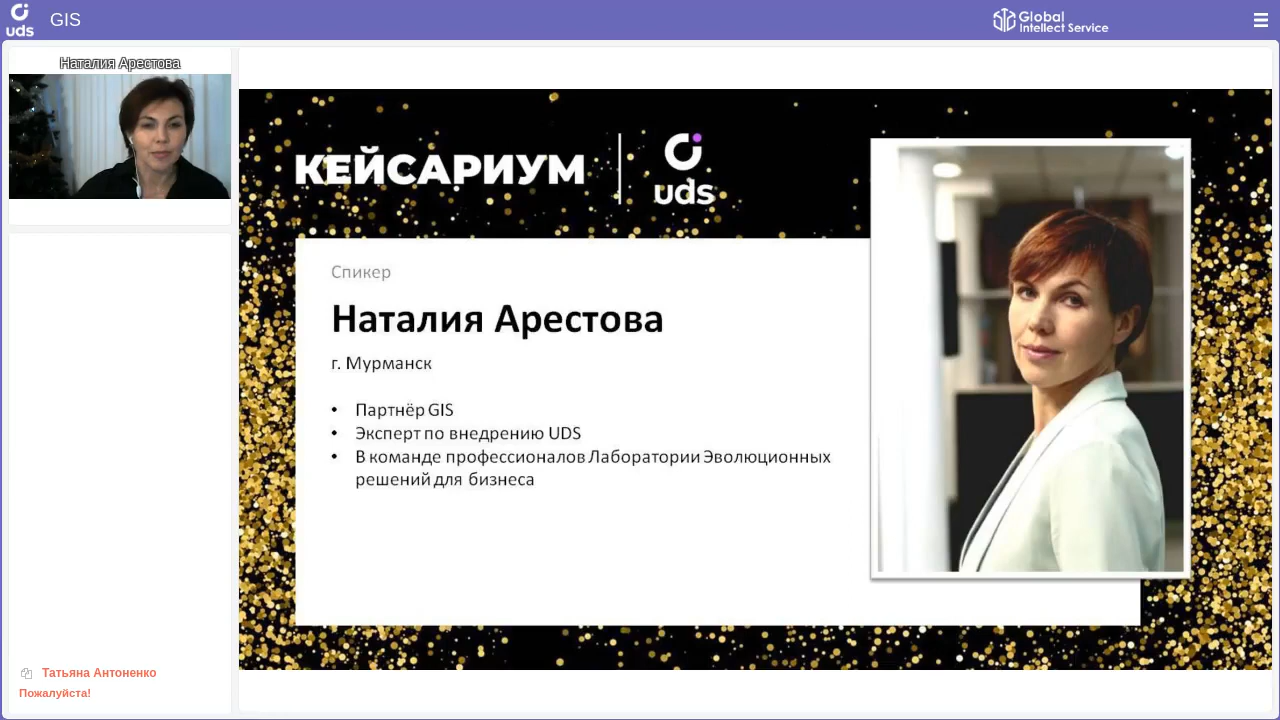 uds
GIS
Global
Intellect Service
Наталия Арестова
КЕЙСАРИУМ
uds
Спикер
Наталия Арестова
г. Мурманск
• Партнёр GIS
• Эксперт по внедрению UDS
• В команде профессионалов Лаборатории Эволюционных
решений для бизнеса
Татьяна Антоненко
Пожалуйста!